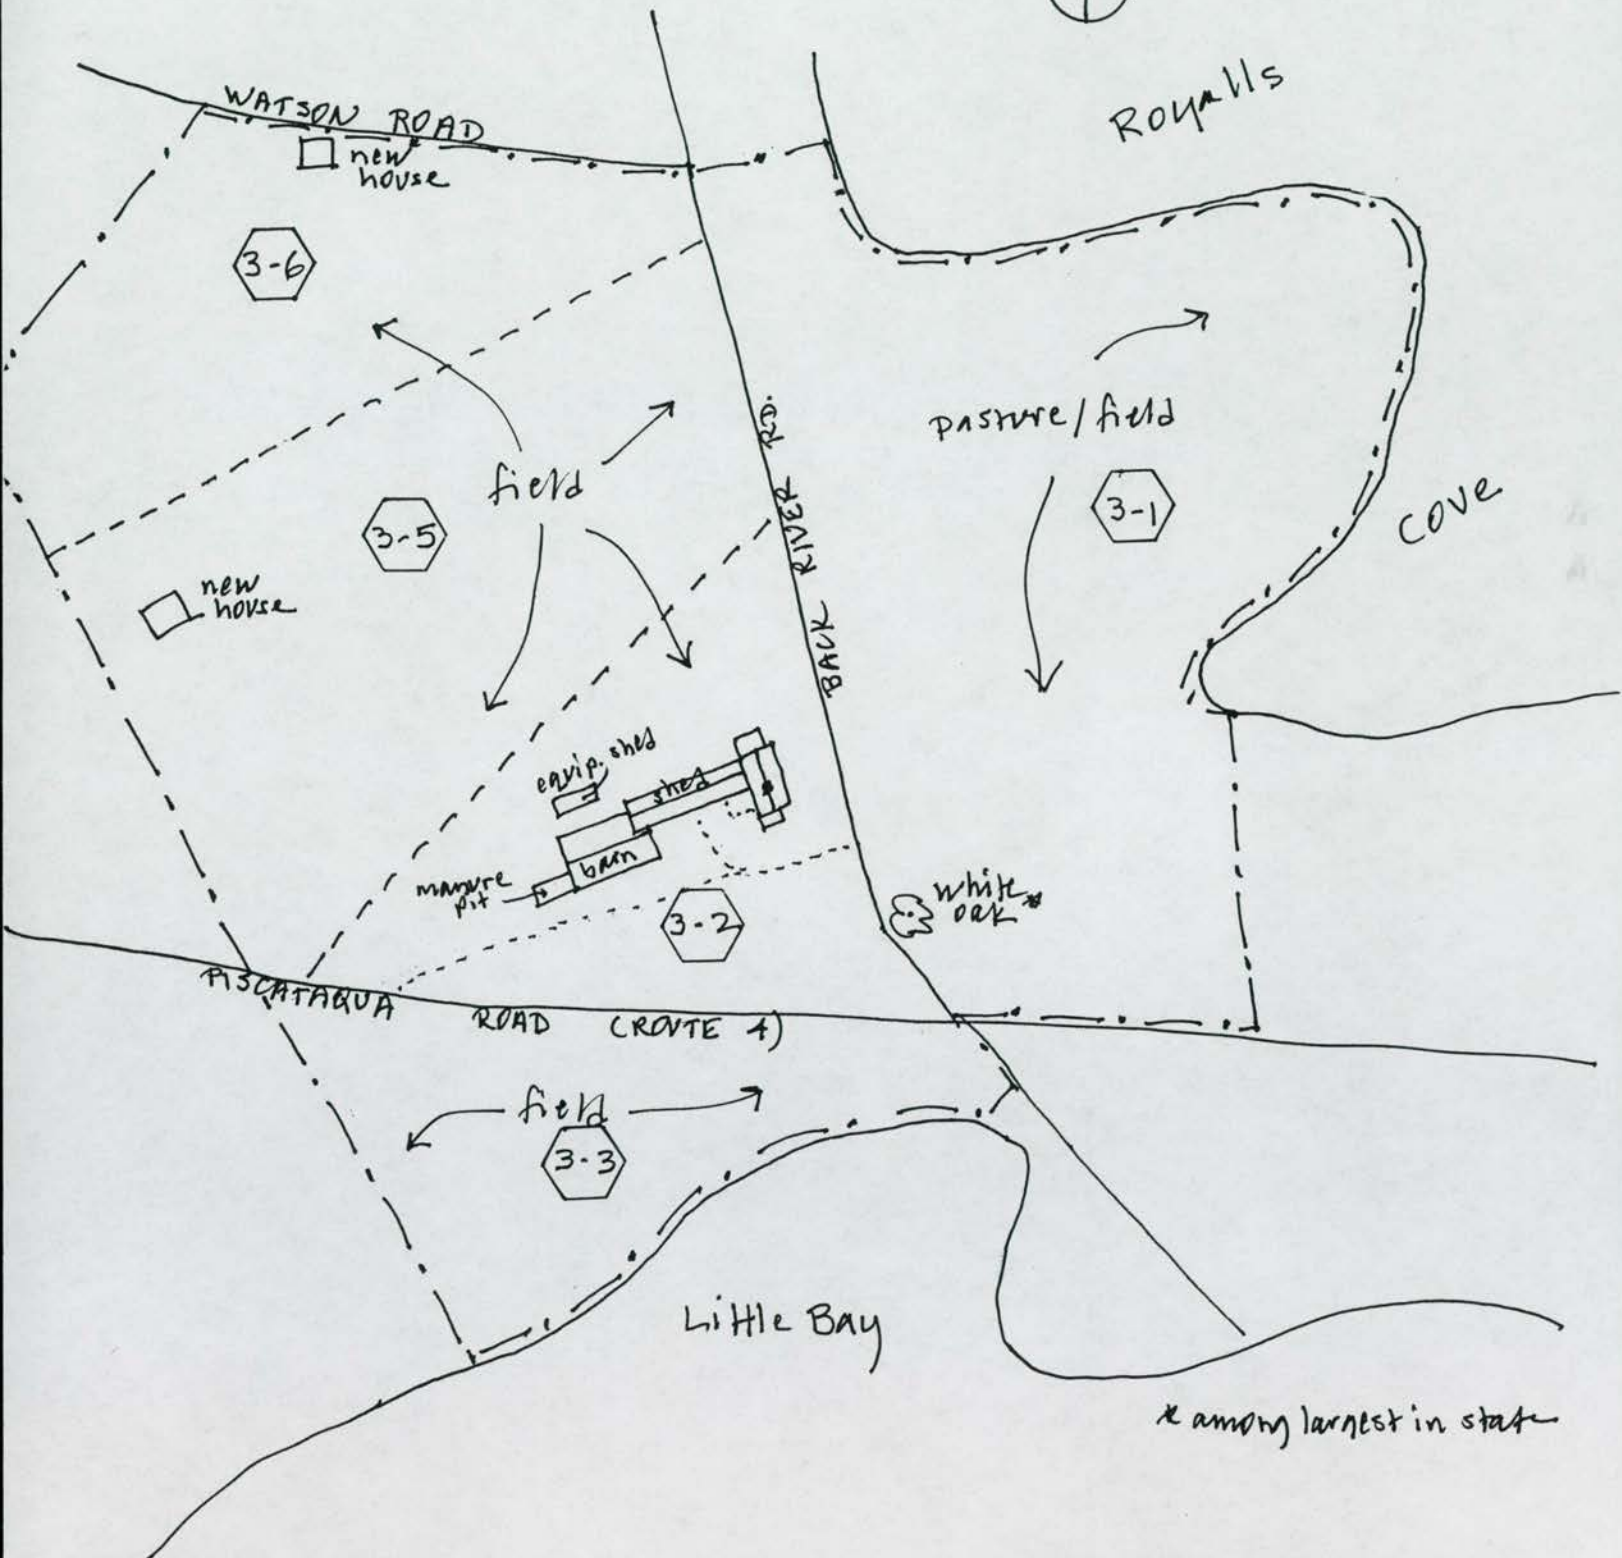 Royalls
WATSON ROAD
new
house
3-6
pasture/field
field
3-1
3-5
Cove
BACK RIVER RD.
new
house
equip. shed
shed
barn
manure
pit
3-2
white *
oak
PISCATAQUA ROAD (ROUTE 4)
field
3-3
Little Bay
* among largest in state